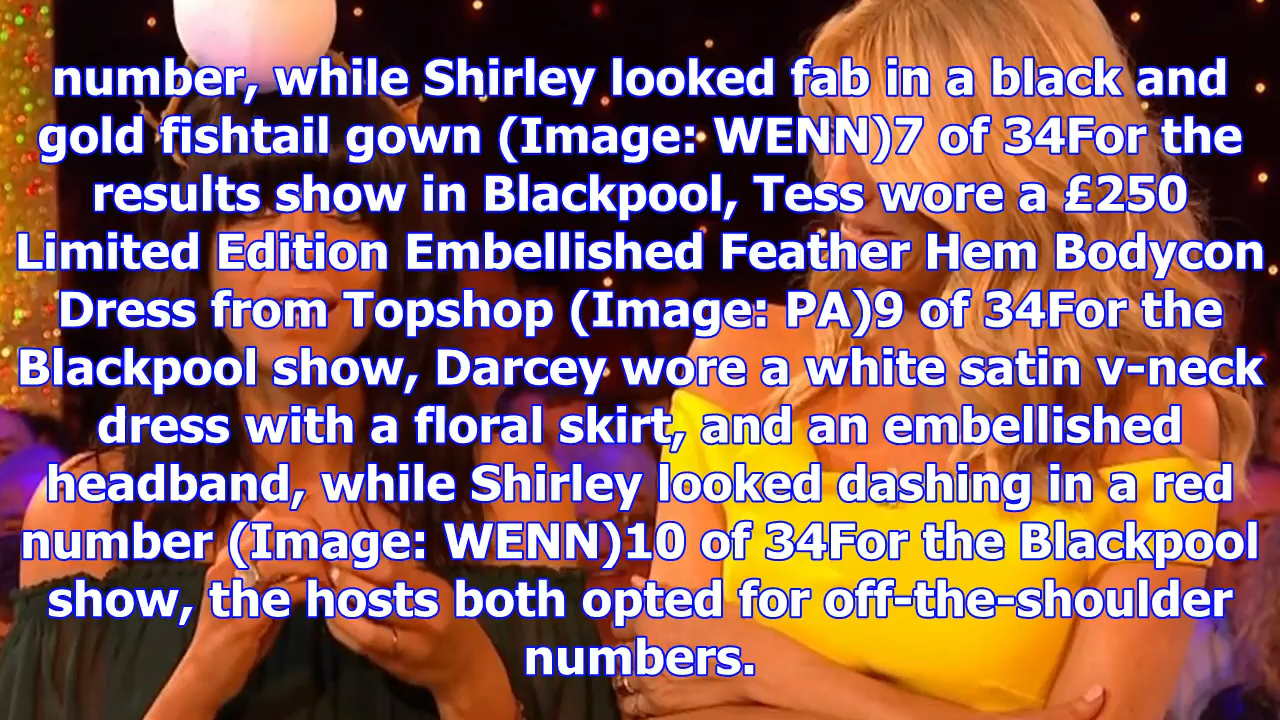 number, while Shirley looked fab in a black and
gold fishtail gown (Image: WENN)7 of 34For the
results show in Blackpool, Tess wore a £250
Limited Edition Embellished Feather Hem Bodycon
Dress from Topshop (Image: PA)9 of 34For the
Blackpool show, Darcey wore a white satin v-neck
dress with a floral skirt, and an embellished
headband, while Shirley looked dashing in a red
number (Image: WENN)10 of 34For the Blackpool
show, the hosts both opted for off-the-shoulder
numbers.